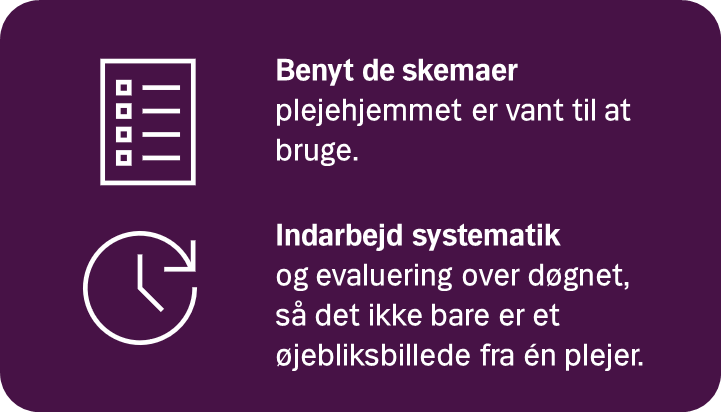 Benyt de skemaer
plejehjemmet er vant til at
bruge.
Indarbejd systematik
og evaluering over døgnet,
så det ikke bare er et
øjebliksbillede fra én plejer.